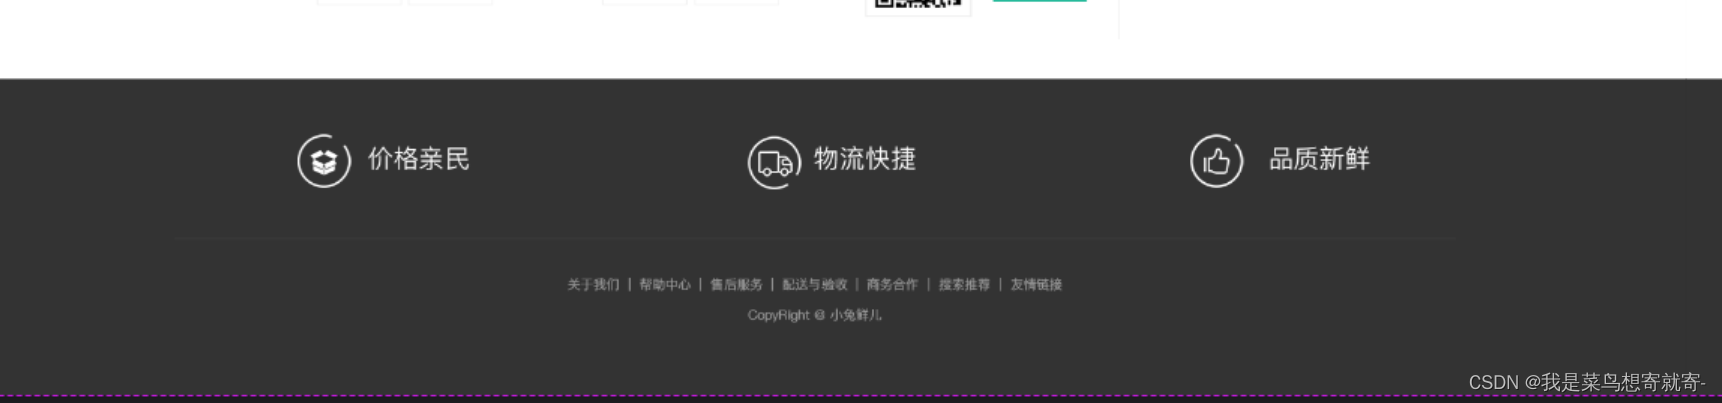 价格亲民 物流快捷 品质新鲜
关于我们 | 帮助中心 | 售后服务 | 配送与验收 | 商务合作 | 搜索推荐 | 友情链接
CopyRight @ 小兔鲜儿
CSDN @我是菜鸟想寄就寄-